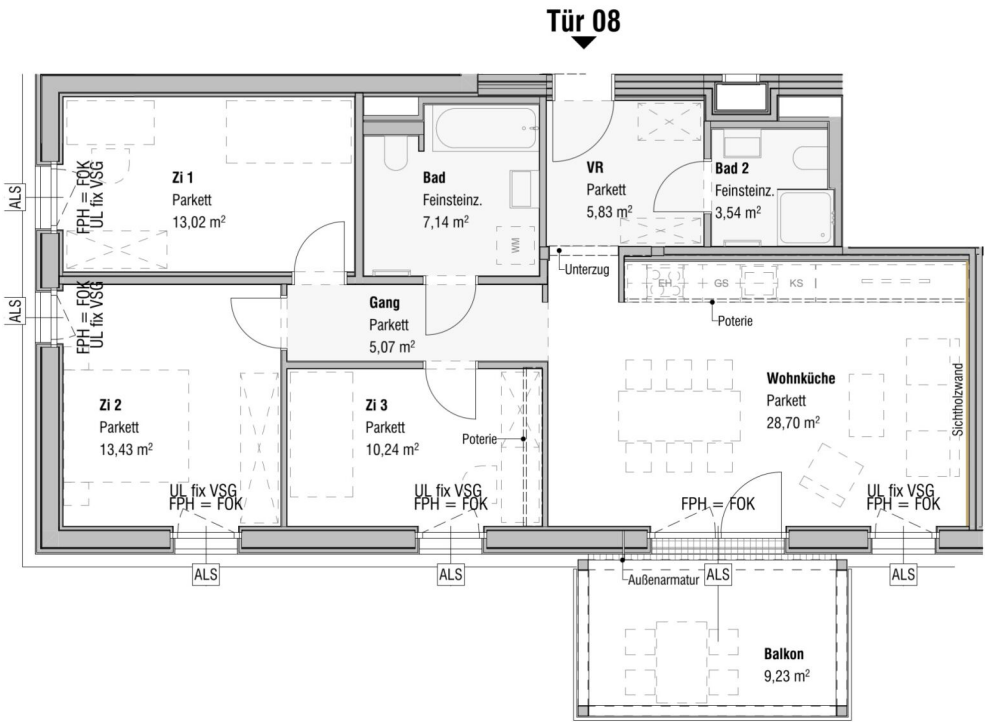 Tür 08
Zi 1
Parkett
13,02 m²
Bad
Feinsteinz.
7,14 m²
WM
VR
Parkett
5,83 m²
Bad 2
Feinsteinz.
3,54 m²
ALS
FPH = FOK
UL fix VSG
Unterzug
EH
GS
KS
Poterie
ALS
FPH = FOK
UL fix VSG
Gang
Parkett
5,07 m²
Zi 2
Parkett
13,43 m²
Zi 3
Parkett
10,24 m²
Poterie
Wohnküche
Parkett
28,70 m²
Sichtholzwand
UL fix VSG
FPH = FOK
UL fix VSG
FPH = FOK
FPH = FOK
UL fix VSG
FPH = FOK
ALS
ALS
Außenarmatur
ALS
ALS
Balkon
9,23 m²